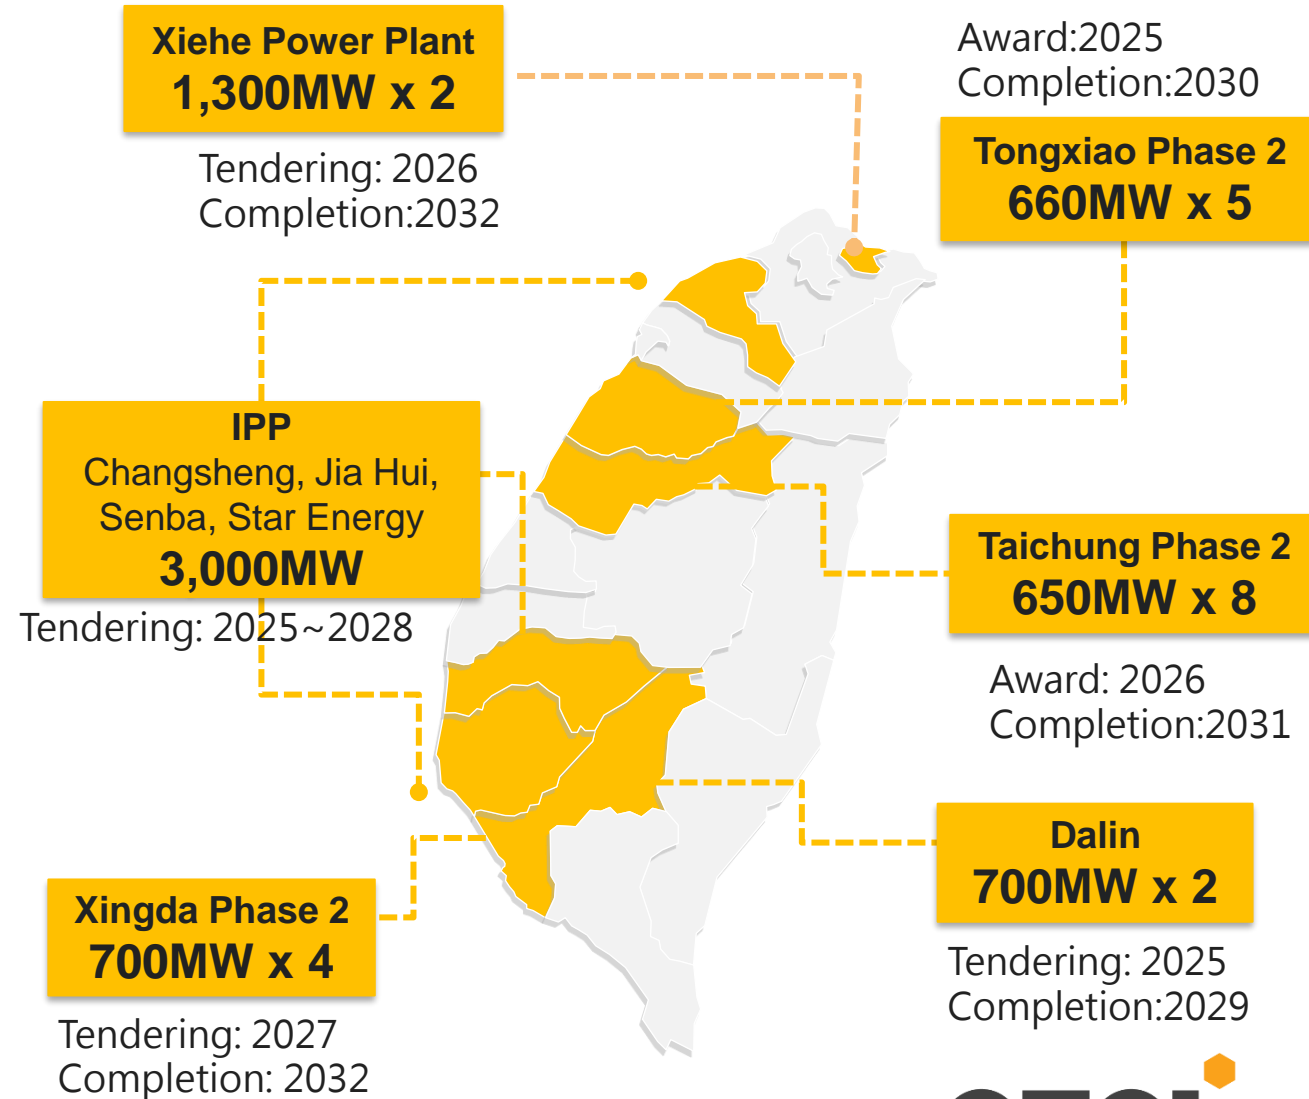 Xiehe Power Plant
1,300MW x 2
Tendering: 2026
Completion:2032
Award:2025
Completion:2030
Tongxiao Phase 2
660MW x 5
IPP
Changsheng, Jia Hui,
Senba, Star Energy
3,000MW
Tendering: 2025~2028
Taichung Phase 2
650MW x 8
Award: 2026
Completion:2031
Dalin
700MW x 2
Tendering: 2025
Completion:2029
Xingda Phase 2
700MW x 4
Tendering: 2027
Completion: 2032